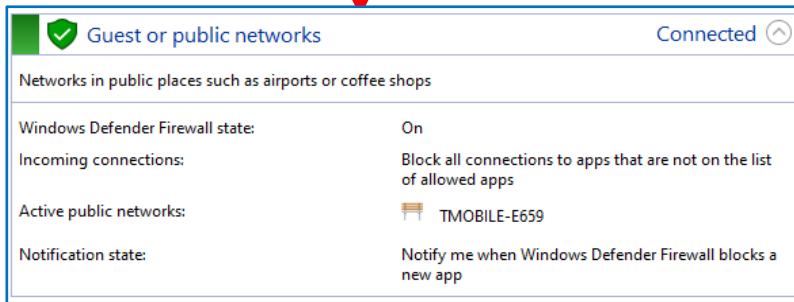 Guest or public networks Connected
Networks in public places such as airports or coffee shops
Windows Defender Firewall state: On
Incoming connections: Block all connections to apps that are not on the list
of allowed apps
Active public networks: TMOBILE-E659
Notification state: Notify me when Windows Defender Firewall blocks a
new app